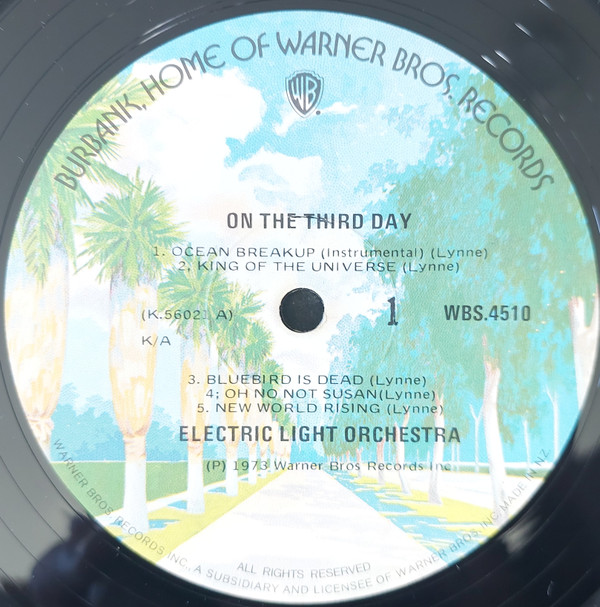 BURBANK, HOME OF WARNER BROS. RECORDS
WB
ON THE THIRD DAY
1. OCEAN BREAKUP (Instrumental) (Lynne)
2, KING OF THE UNIVERSE (Lynne)
(K.56021 A)
1
WBS.4510
K/A
3. BLUEBIRD IS DEAD (Lynne)
4; OH NO NOT SUSAN(Lynne)
5. NEW WORLD RISING (Lynne)
ELECTRIC LIGHT ORCHESTRA
(P) 1973 Warner Bros Records Inc
WARNER BROS RECORDS INC., A SUBSIDIARY AND LICENSEE OF WARNER BROS INC. MADE IN NZ
ALL RIGHTS RESERVED